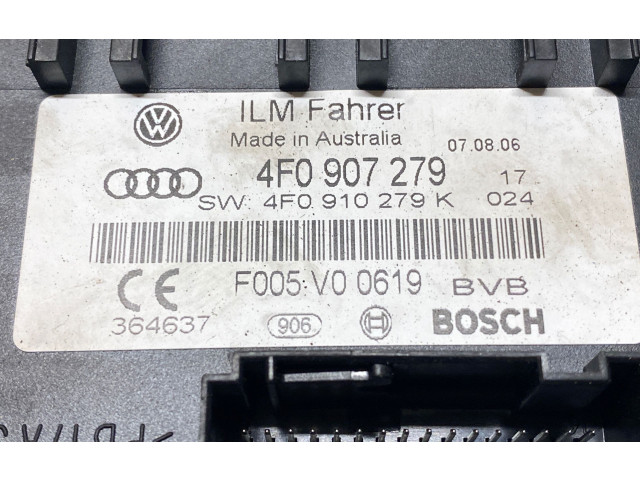 ILM Fahrer
Made in Australia 07.08.06
4F0 907 279 17
SW: 4F0 910 279 K 024
F005 V0 0619 BVB
CE
364637 906 BOSCH